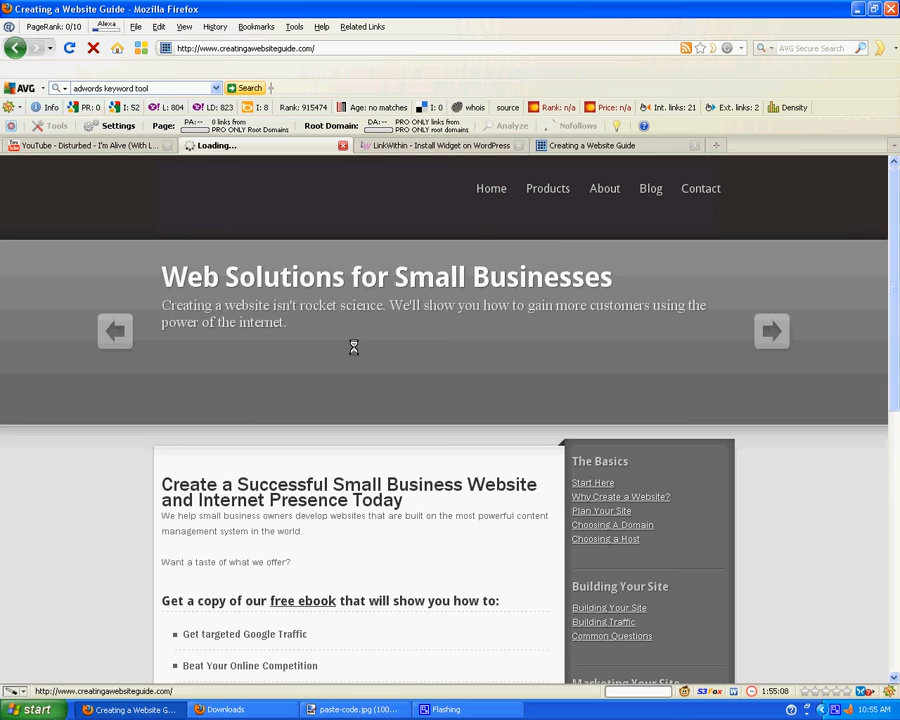 Creating a Website Guide - Mozilla Firefox
PageRank: 0/10 Alexa File Edit View History Bookmarks Tools Help Related Links
http://www.creatingawebsiteguide.com/ AVG Secure Search
AVG adwords keyword tool Search
Info PR: 0 I: 52 L: 804 LD: 823 I: 8 Rank: 915474 Age: no matches I: 0 whois source Rank: n/a Price: n/a Int. links: 21 Ext. links: 2 Density
Tools Settings Page: PA:-- 0 links from PRO ONLY Root Domains Root Domain: DA:-- PRO ONLY links from PRO ONLY root domains Analyze Nofollows
YouTube - Disturbed - I'm Alive (With L... Loading... LinkWithin - Install Widget on WordPress Creating a Website Guide
Home Products About Blog Contact
Web Solutions for Small Businesses
Creating a website isn't rocket science. We'll show you how to gain more customers using the
power of the internet.
Create a Successful Small Business Website
and Internet Presence Today
We help small business owners develop websites that are built on the most powerful content
management system in the world.
Want a taste of what we offer?
Get a copy of our free ebook that will show you how to:
Get targeted Google Traffic
Beat Your Online Competition
The Basics
Start Here
Why Create a Website?
Plan Your Site
Choosing A Domain
Choosing a Host
Building Your Site
Building Your Site
Building Traffic
Common Questions
Marketing Your Site
http://www.creatingawebsiteguide.com/ S3Fox 1:55:08
start Creating a Website G... Downloads paste-code.jpg (100... Flashing 10:55 AM